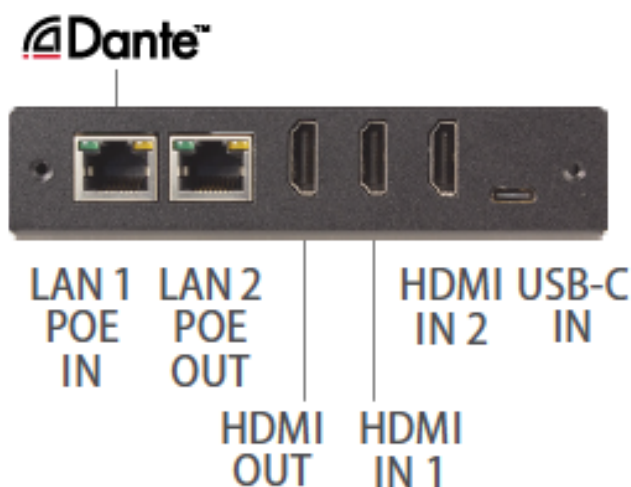 Dante™
LAN 1
POE
IN
LAN 2
POE
OUT
HDMI
OUT
HDMI
IN 1
HDMI
IN 2
USB-C
IN